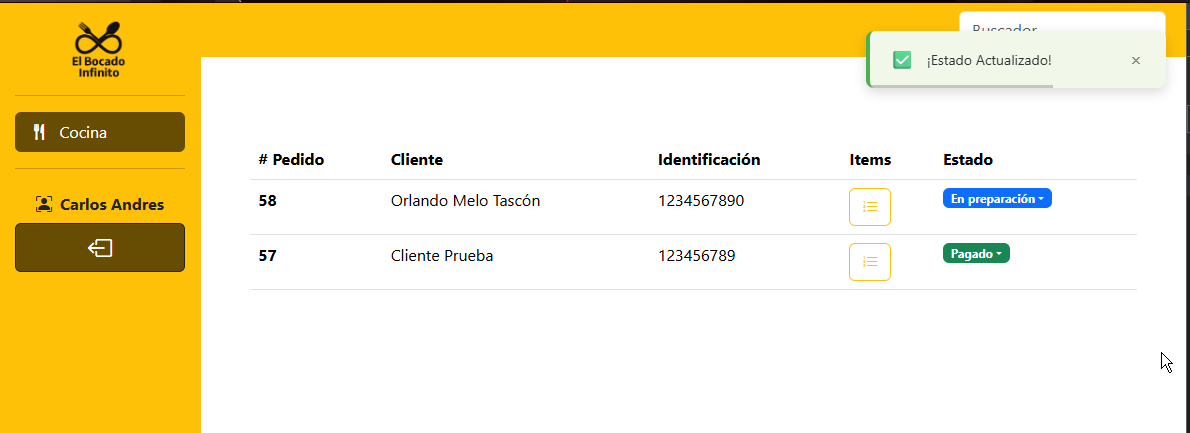 El Bocado
Infinito
Buscador
¡Estado Actualizado!
Cocina
Carlos Andres
# Pedido Cliente Identificación Items Estado
58 Orlando Melo Tascón 1234567890 En preparación
57 Cliente Prueba 123456789 Pagado